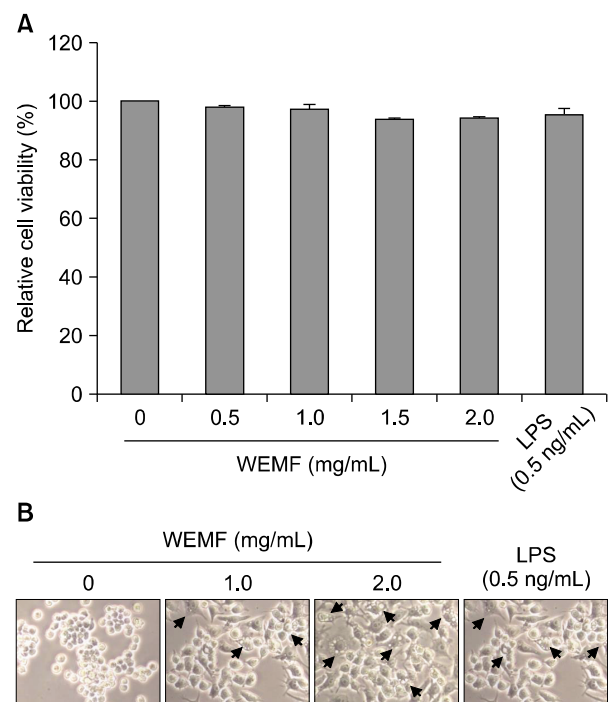 A
Relative cell viability (%)
120
100
80
60
40
20
0
0 0.5 1.0 1.5 2.0
WEMF (mg/mL)
LPS
(0.5 ng/mL)
B
WEMF (mg/mL)
0 1.0 2.0
LPS
(0.5 ng/mL)